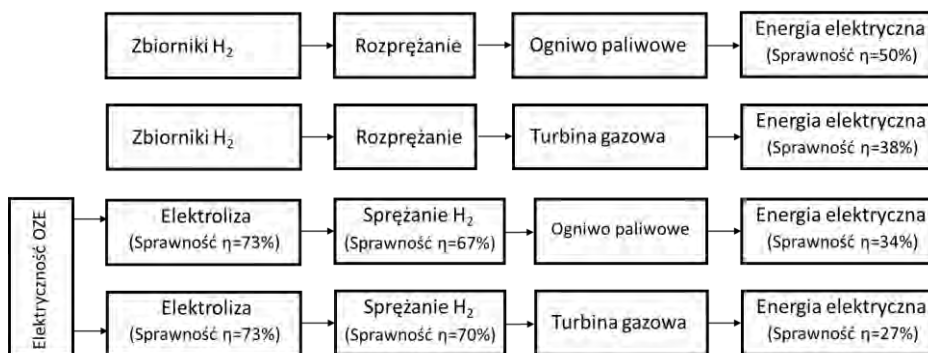 Zbiorniki H₂
Rozprężanie
Ogniwo paliwowe
Energia elektryczna
(Sprawność η=50%)
Zbiorniki H₂
Rozprężanie
Turbina gazowa
Energia elektryczna
(Sprawność η=38%)
Elektryczność OZE
Elektroliza
(Sprawność η=73%)
Sprężanie H₂
(Sprawność η=67%)
Ogniwo paliwowe
Energia elektryczna
(Sprawność η=34%)
Elektroliza
(Sprawność η=73%)
Sprężanie H₂
(Sprawność η=70%)
Turbina gazowa
Energia elektryczna
(Sprawność η=27%)